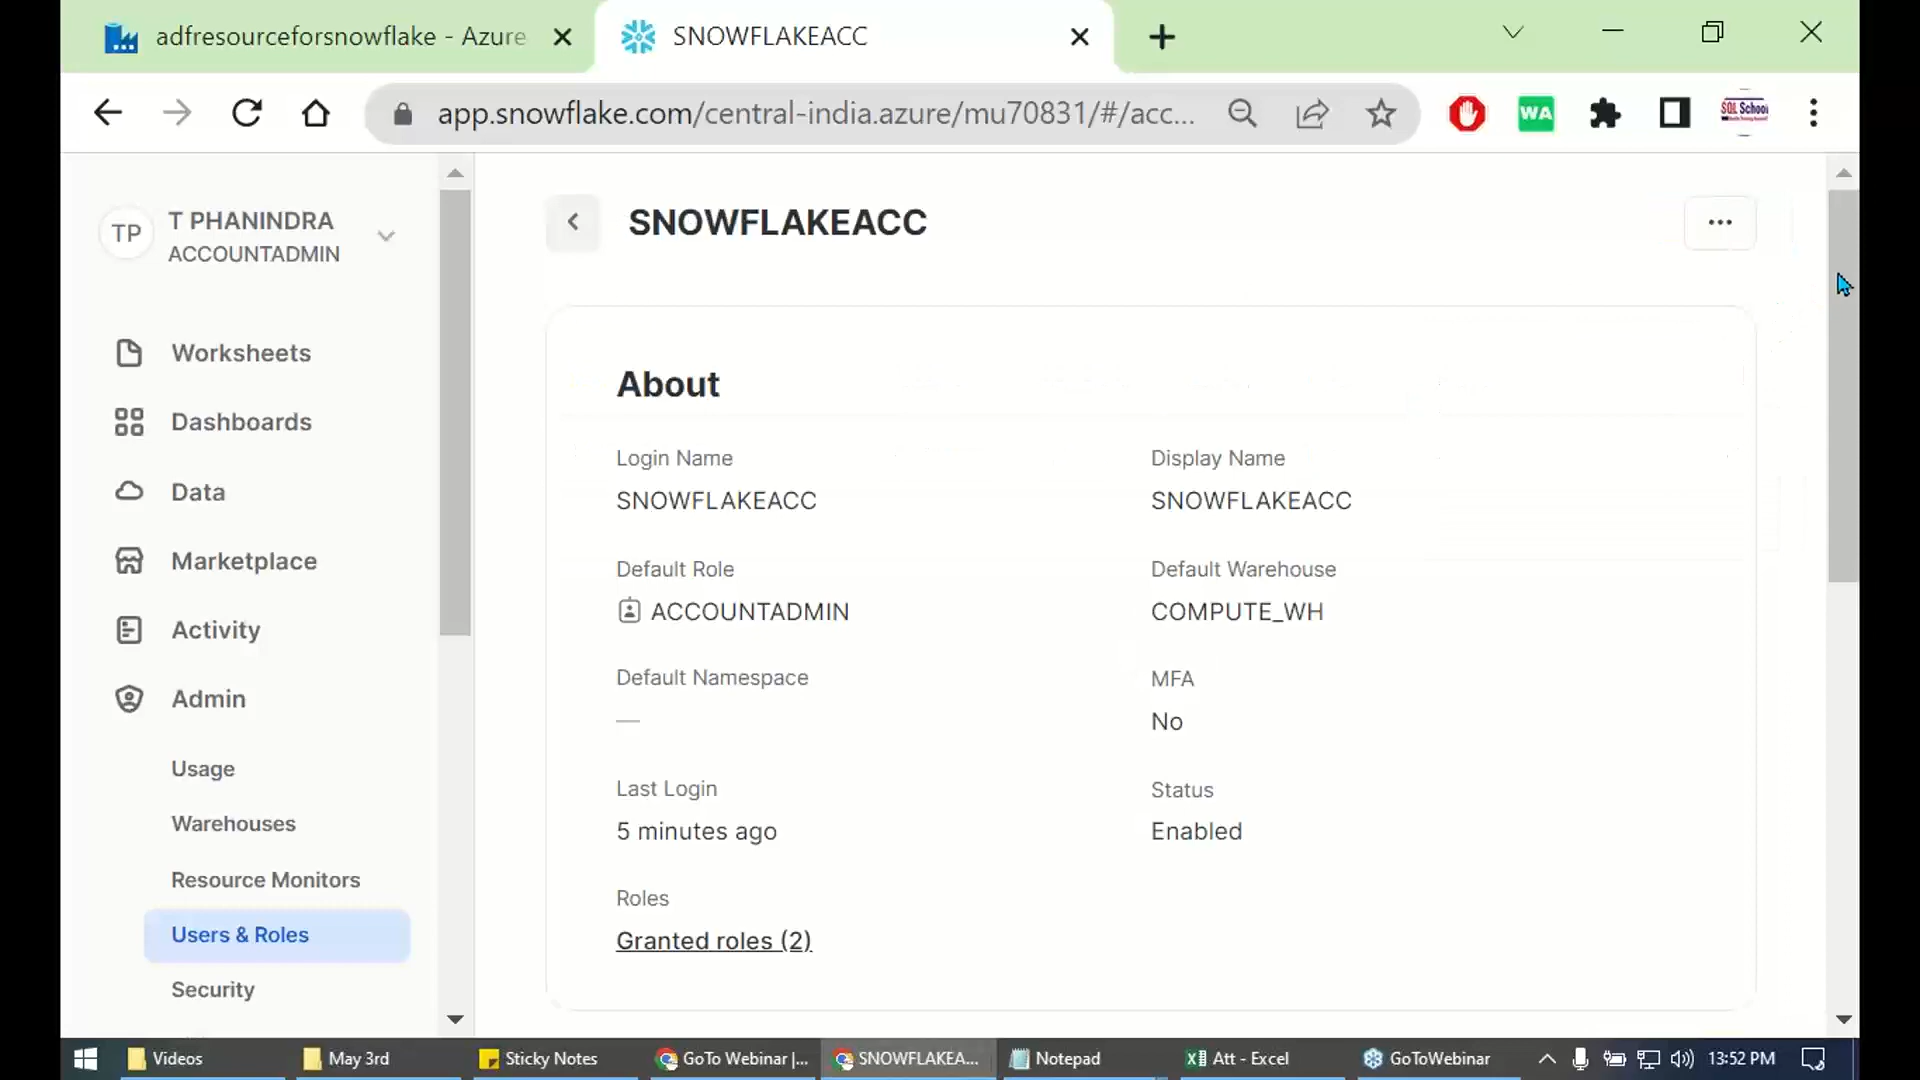 adfresourceforsnowflake - Azure
SNOWFLAKEACC
app.snowflake.com/central-india.azure/mu70831/#/acc...
WA
SQL School
TP
T PHANINDRA
ACCOUNTADMIN
Worksheets
Dashboards
Data
Marketplace
Activity
Admin
Usage
Warehouses
Resource Monitors
Users & Roles
Security
SNOWFLAKEACC
About
Login Name
SNOWFLAKEACC
Display Name
SNOWFLAKEACC
Default Role
ACCOUNTADMIN
Default Warehouse
COMPUTE_WH
Default Namespace
—
MFA
No
Last Login
5 minutes ago
Status
Enabled
Roles
Granted roles (2)
Videos
May 3rd
Sticky Notes
GoTo Webinar |...
SNOWFLAKEA...
Notepad
Att - Excel
GoToWebinar
13:52 PM